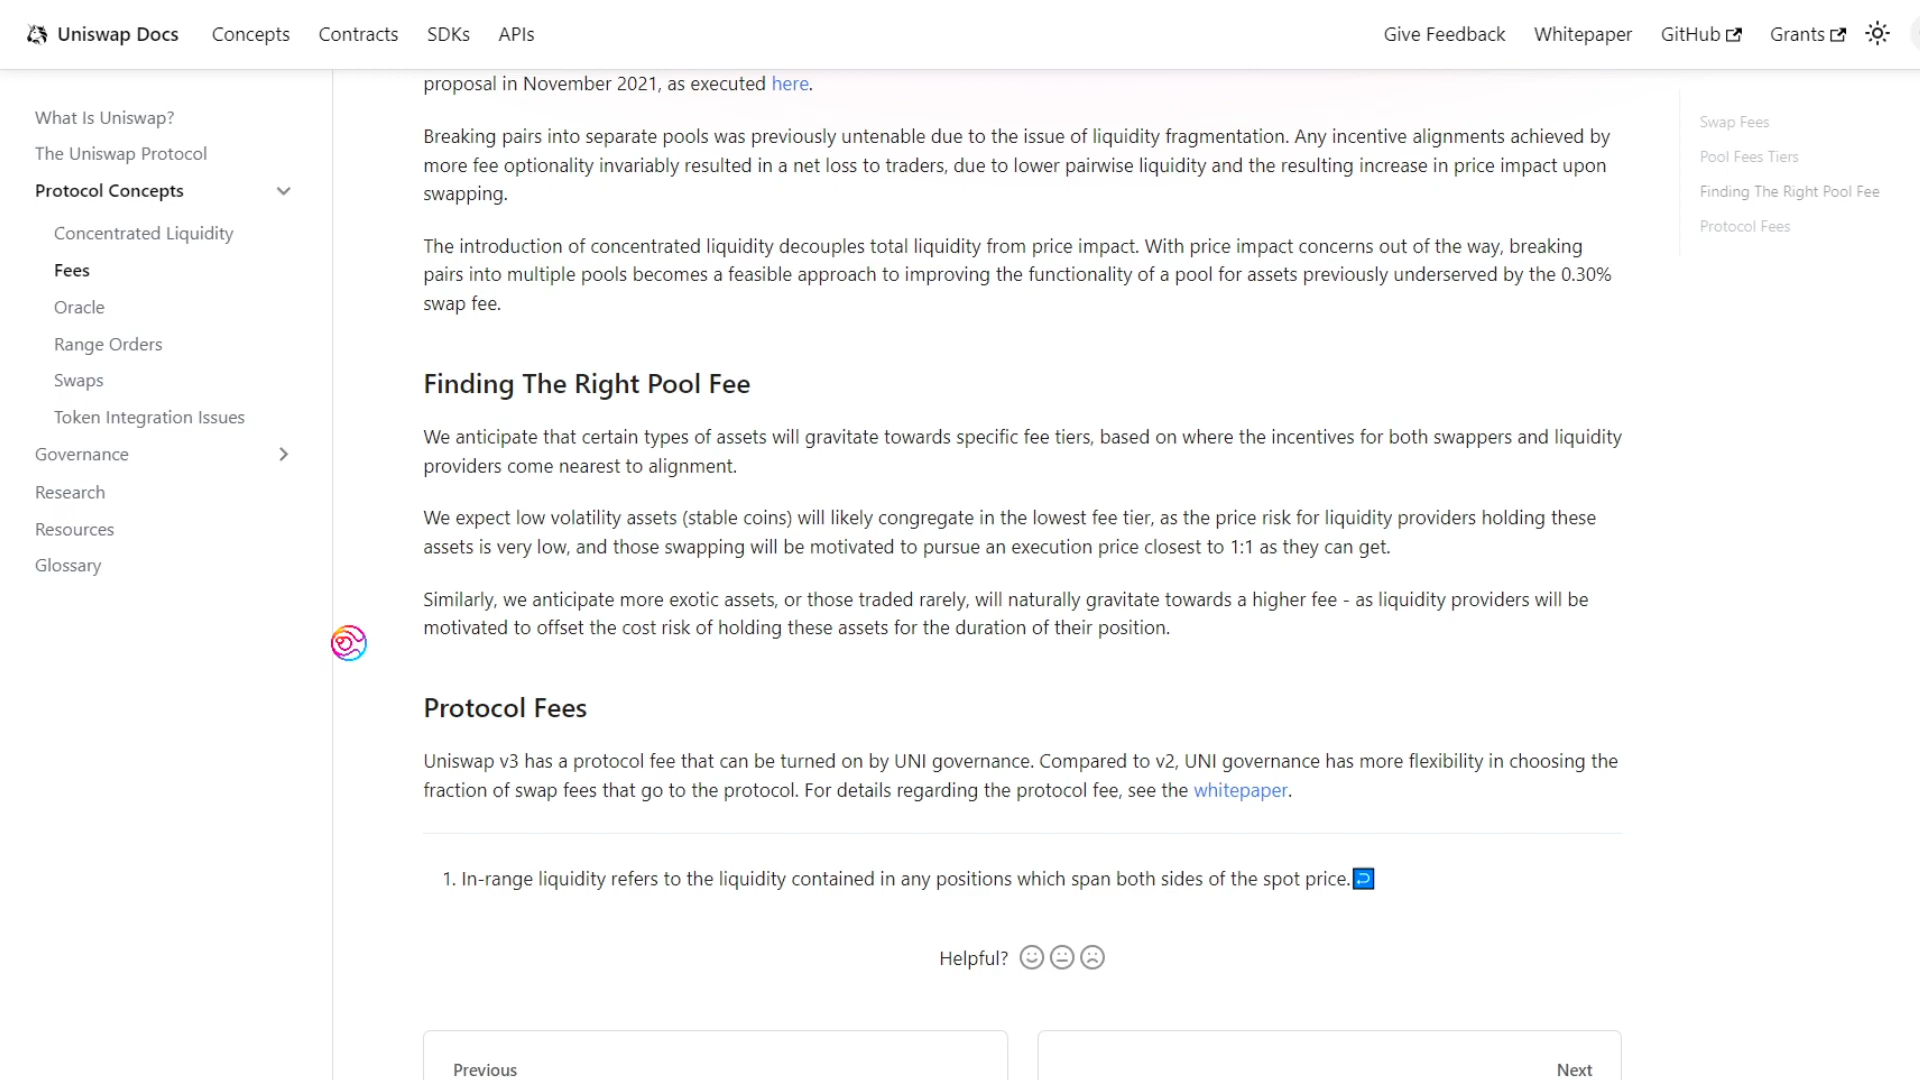 Uniswap Docs
Concepts
Contracts
SDKs
APIs
Give Feedback
Whitepaper
GitHub
Grants
What Is Uniswap?
The Uniswap Protocol
Protocol Concepts
Concentrated Liquidity
Fees
Oracle
Range Orders
Swaps
Token Integration Issues
Governance
Research
Resources
Glossary
proposal in November 2021, as executed here.
Breaking pairs into separate pools was previously untenable due to the issue of liquidity fragmentation. Any incentive alignments achieved by
more fee optionality invariably resulted in a net loss to traders, due to lower pairwise liquidity and the resulting increase in price impact upon
swapping.
The introduction of concentrated liquidity decouples total liquidity from price impact. With price impact concerns out of the way, breaking
pairs into multiple pools becomes a feasible approach to improving the functionality of a pool for assets previously underserved by the 0.30%
swap fee.
Finding The Right Pool Fee
We anticipate that certain types of assets will gravitate towards specific fee tiers, based on where the incentives for both swappers and liquidity
providers come nearest to alignment.
We expect low volatility assets (stable coins) will likely congregate in the lowest fee tier, as the price risk for liquidity providers holding these
assets is very low, and those swapping will be motivated to pursue an execution price closest to 1:1 as they can get.
Similarly, we anticipate more exotic assets, or those traded rarely, will naturally gravitate towards a higher fee - as liquidity providers will be
motivated to offset the cost risk of holding these assets for the duration of their position.
Protocol Fees
Uniswap v3 has a protocol fee that can be turned on by UNI governance. Compared to v2, UNI governance has more flexibility in choosing the
fraction of swap fees that go to the protocol. For details regarding the protocol fee, see the whitepaper.
1. In-range liquidity refers to the liquidity contained in any positions which span both sides of the spot price.
Helpful?
Previous
Next
Swap Fees
Pool Fees Tiers
Finding The Right Pool Fee
Protocol Fees